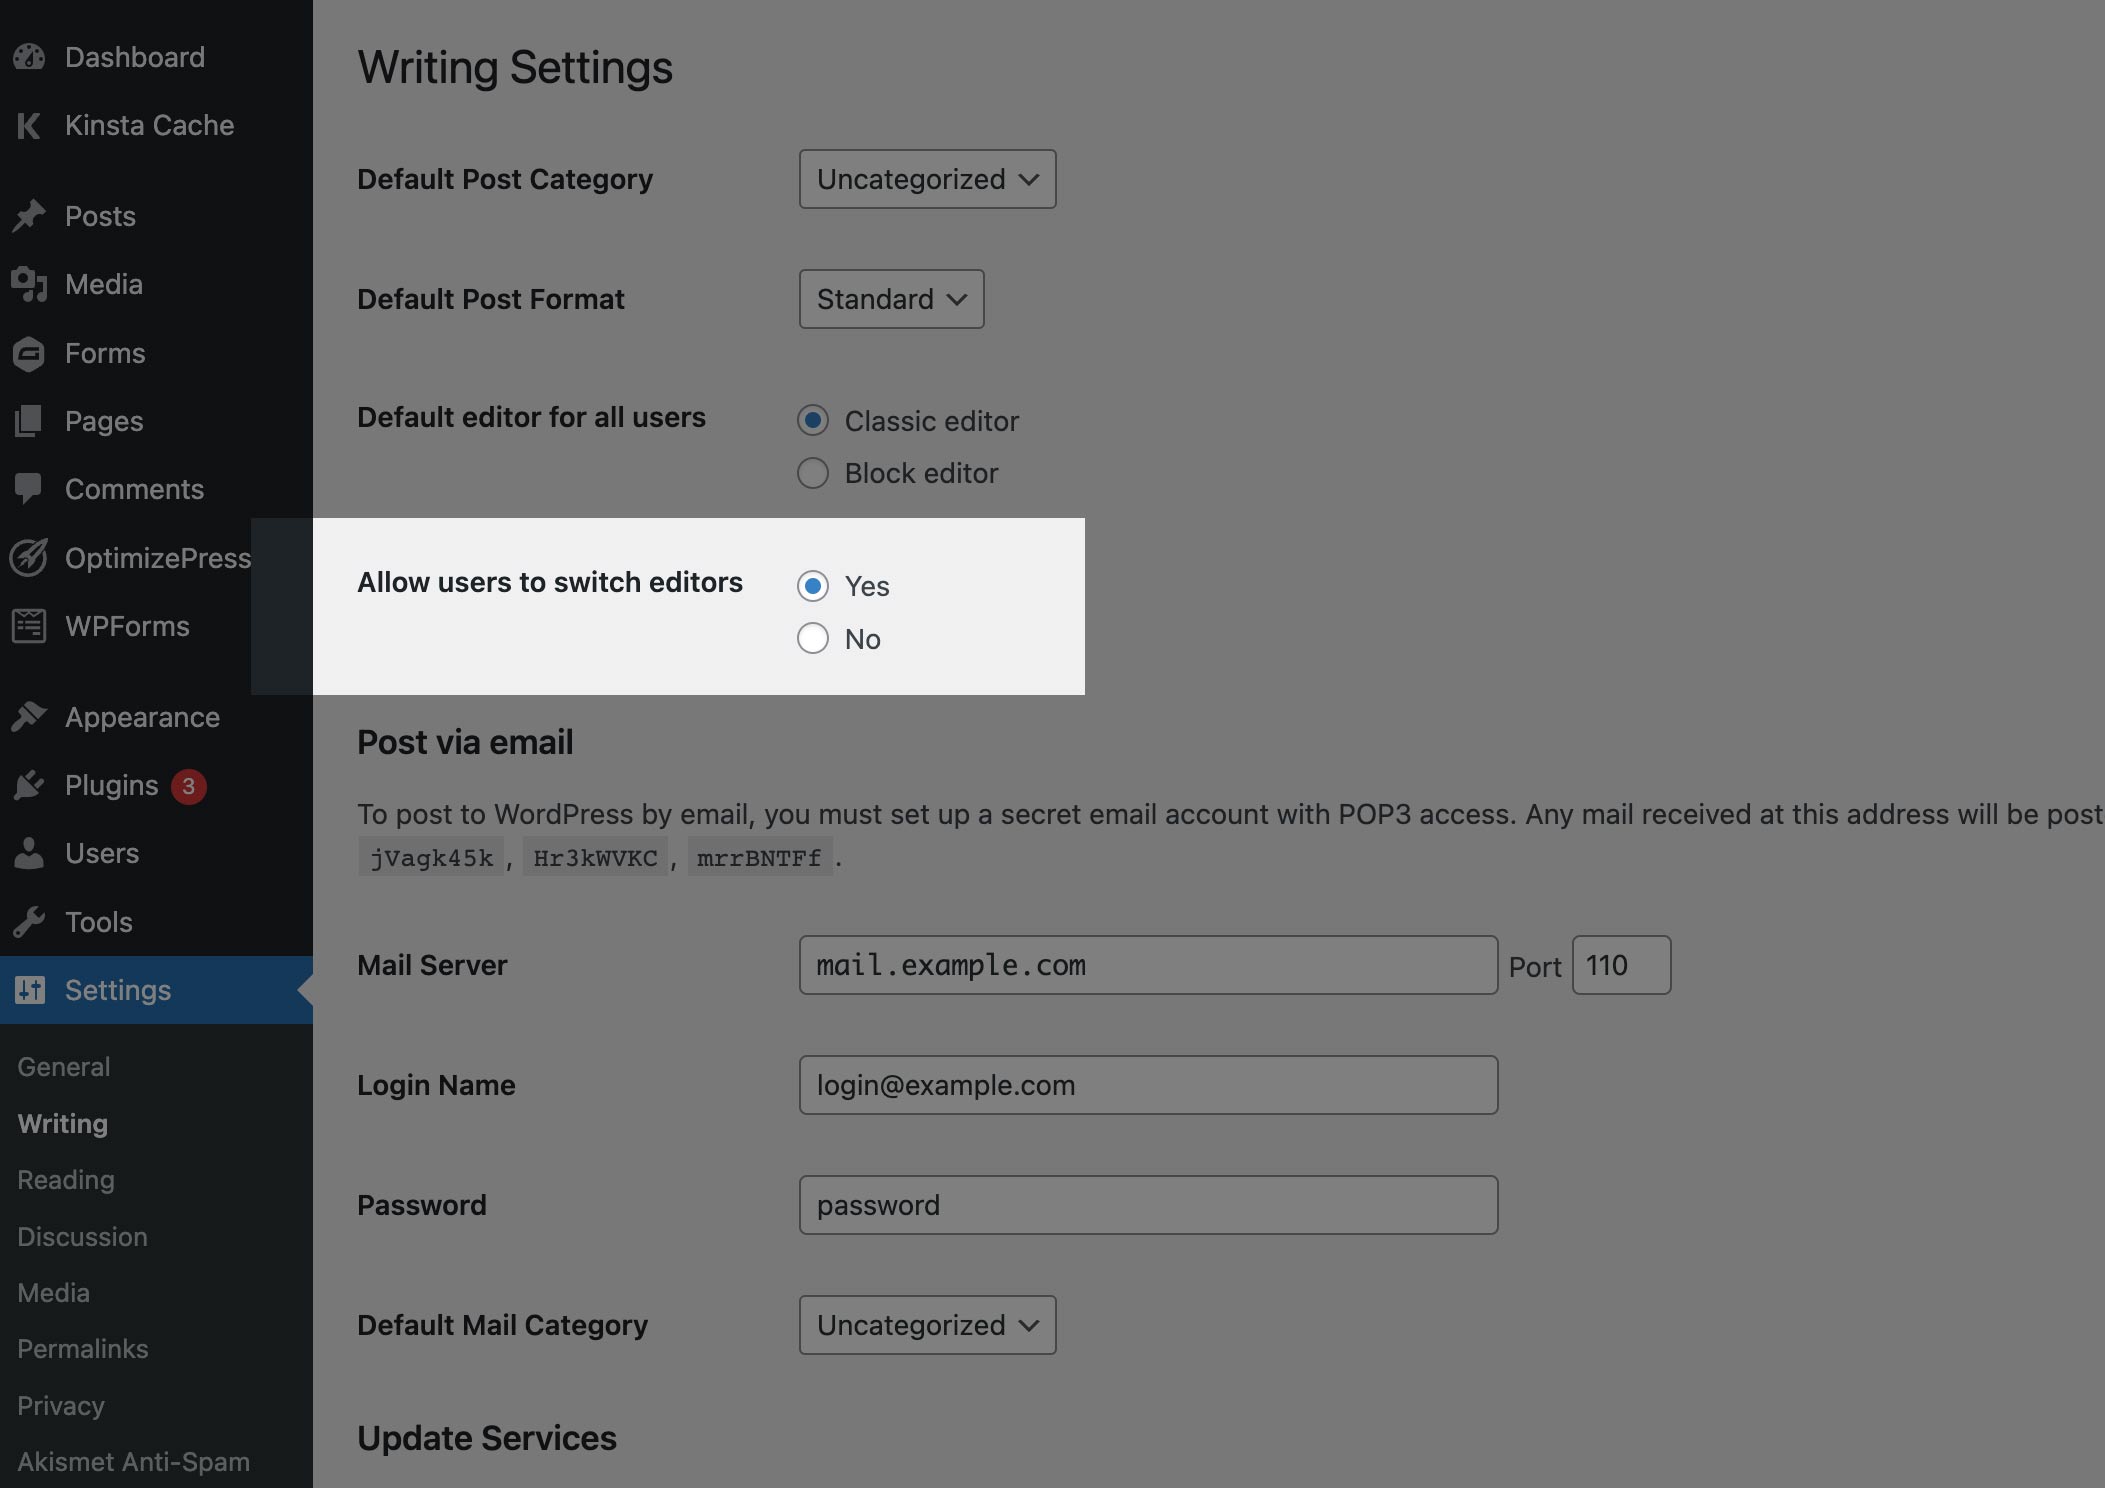 Dashboard
Kinsta Cache
Posts
Media
Forms
Pages
Comments
OptimizePress
WPForms
Appearance
Plugins 3
Users
Tools
Settings
General
Writing
Reading
Discussion
Media
Permalinks
Privacy
Akismet Anti-Spam
Writing Settings
Default Post Category Uncategorized
Default Post Format Standard
Default editor for all users Classic editor
Block editor
Allow users to switch editors Yes
No
Post via email
To post to WordPress by email, you must set up a secret email account with POP3 access. Any mail received at this address will be post
jVagk45k, Hr3kWVKC, mrrBNTFf.
Mail Server mail.example.com Port 110
Login Name login@example.com
Password password
Default Mail Category Uncategorized
Update Services